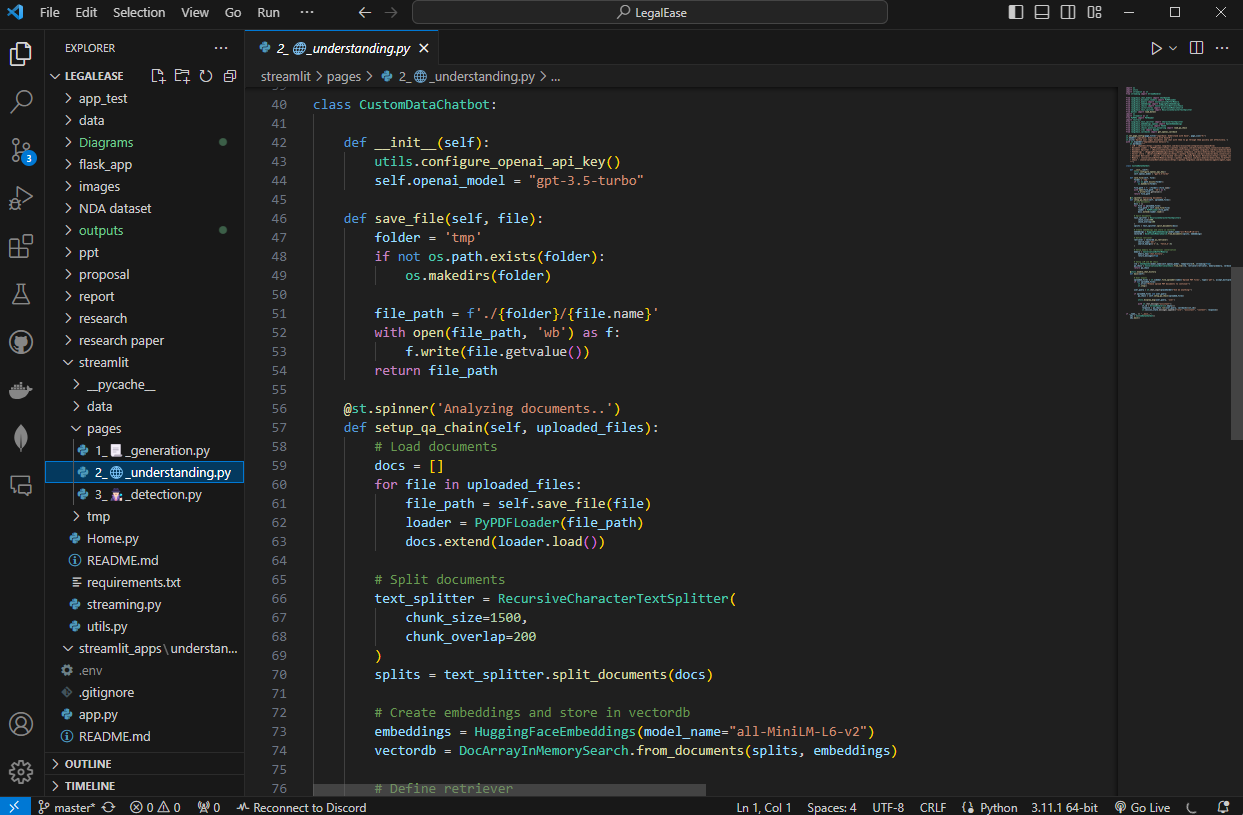 File Edit Selection View Go Run ··· LegalEase
EXPLORER
LEGALEASE
app_test
data
Diagrams
flask_app
images
NDA dataset
outputs
ppt
proposal
report
research
research paper
streamlit
__pycache__
data
pages
1_📃_generation.py
2_🌐_understanding.py
3_🕵️_detection.py
tmp
Home.py
README.md
requirements.txt
streaming.py
utils.py
streamlit_apps\understan...
.env
.gitignore
app.py
README.md
OUTLINE
TIMELINE
3
2_🌐_understanding.py
streamlit > pages > 2_🌐_understanding.py > ...
40 class CustomDataChatbot:
41
42     def __init__(self):
43         utils.configure_openai_api_key()
44         self.openai_model = "gpt-3.5-turbo"
45
46     def save_file(self, file):
47         folder = 'tmp'
48         if not os.path.exists(folder):
49             os.makedirs(folder)
50
51         file_path = f'./{folder}/{file.name}'
52         with open(file_path, 'wb') as f:
53             f.write(file.getvalue())
54         return file_path
55
56     @st.spinner('Analyzing documents..')
57     def setup_qa_chain(self, uploaded_files):
58         # Load documents
59         docs = []
60         for file in uploaded_files:
61             file_path = self.save_file(file)
62             loader = PyPDFLoader(file_path)
63             docs.extend(loader.load())
64
65         # Split documents
66         text_splitter = RecursiveCharacterTextSplitter(
67             chunk_size=1500,
68             chunk_overlap=200
69         )
70         splits = text_splitter.split_documents(docs)
71
72         # Create embeddings and store in vectordb
73         embeddings = HuggingFaceEmbeddings(model_name="all-MiniLM-L6-v2")
74         vectordb = DocArrayInMemorySearch.from_documents(splits, embeddings)
75
76         # Define retriever
master* 0 0 0 Reconnect to Discord Ln 1, Col 1 Spaces: 4 UTF-8 CRLF Python 3.11.1 64-bit Go Live